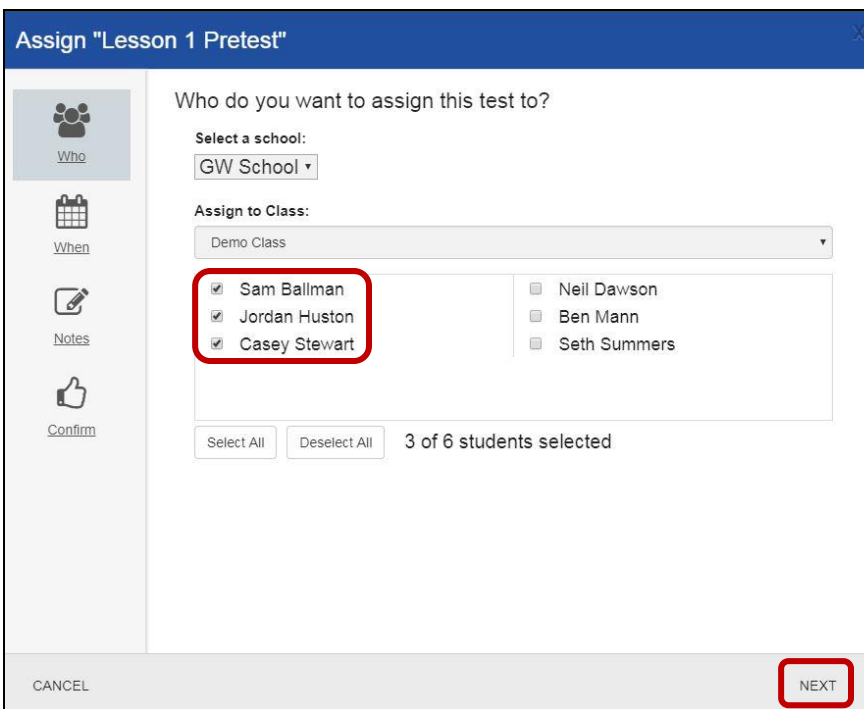 Assign "Lesson 1 Pretest"
X
Who
When
Notes
Confirm
Who do you want to assign this test to?
Select a school:
GW School
Assign to Class:
Demo Class
Sam Ballman
Jordan Huston
Casey Stewart
Neil Dawson
Ben Mann
Seth Summers
Select All Deselect All 3 of 6 students selected
CANCEL NEXT